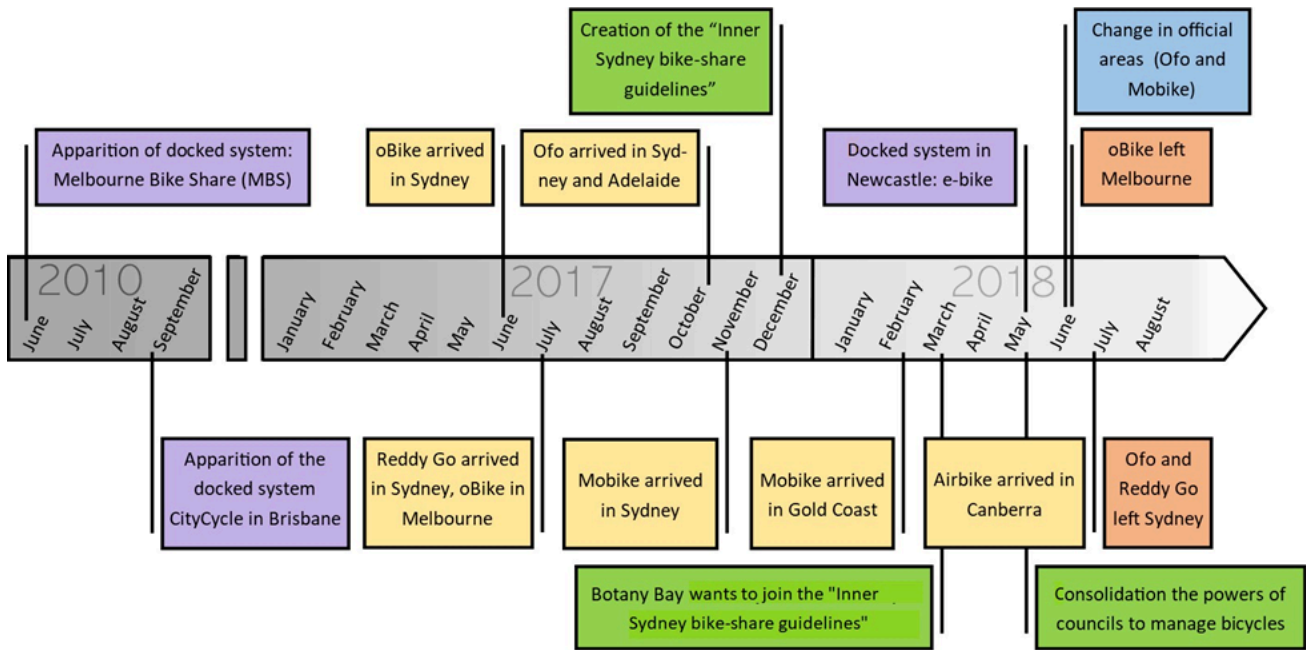 Creation of the “Inner
Sydney bike-share
guidelines”
Change in official
areas (Ofo and
Mobike)
Apparition of docked system:
Melbourne Bike Share (MBS)
oBike arrived
in Sydney
Ofo arrived in Syd-
ney and Adelaide
Docked system in
Newcastle: e-bike
oBike left
Melbourne
2010
June
July
August
September
2017
January
February
March
April
May
June
July
August
September
October
November
December
2018
January
February
March
April
May
June
July
August
Apparition of the
docked system
CityCycle in Brisbane
Reddy Go arrived
in Sydney, oBike in
Melbourne
Mobike arrived
in Sydney
Mobike arrived
in Gold Coast
Airbike arrived in
Canberra
Ofo and
Reddy Go
left Sydney
Botany Bay wants to join the "Inner
Sydney bike-share guidelines"
Consolidation the powers of
councils to manage bicycles